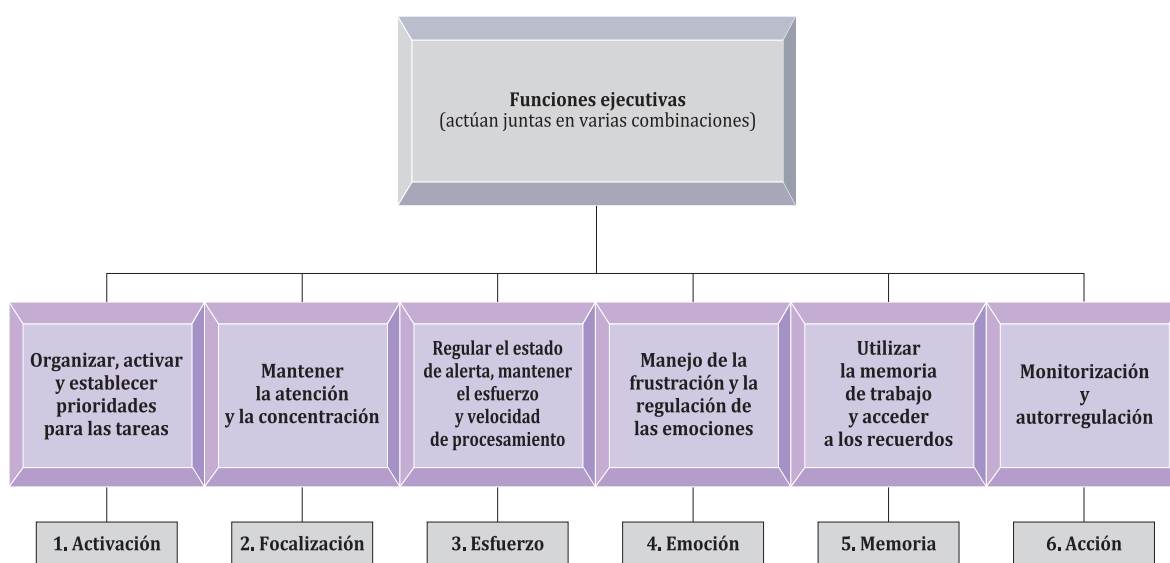 Funciones ejecutivas
(actúan juntas en varias combinaciones)
Organizar, activar
y establecer
prioridades
para las tareas
Mantener
la atención
y la concentración
Regular el estado
de alerta, mantener
el esfuerzo
y velocidad
de procesamiento
Manejo de la
frustración y la
regulación de
las emociones
Utilizar
la memoria
de trabajo
y acceder
a los recuerdos
Monitorización
y
autorregulación
1. Activación
2. Focalización
3. Esfuerzo
4. Emoción
5. Memoria
6. Acción